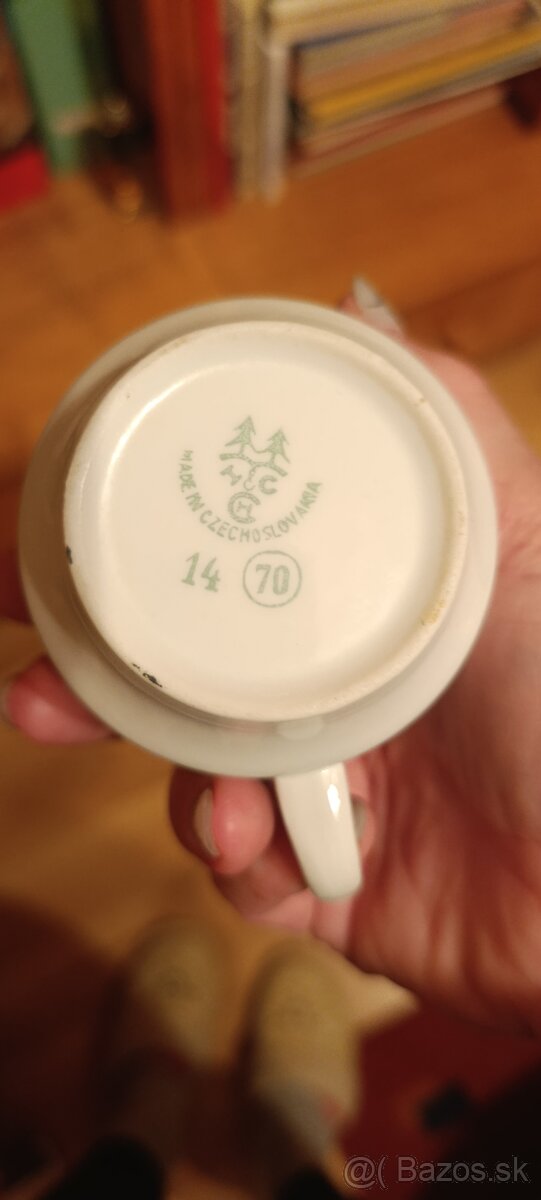 H C
H
MADE IN CZECHOSLOVAKIA
14 70
@( Bazos.sk